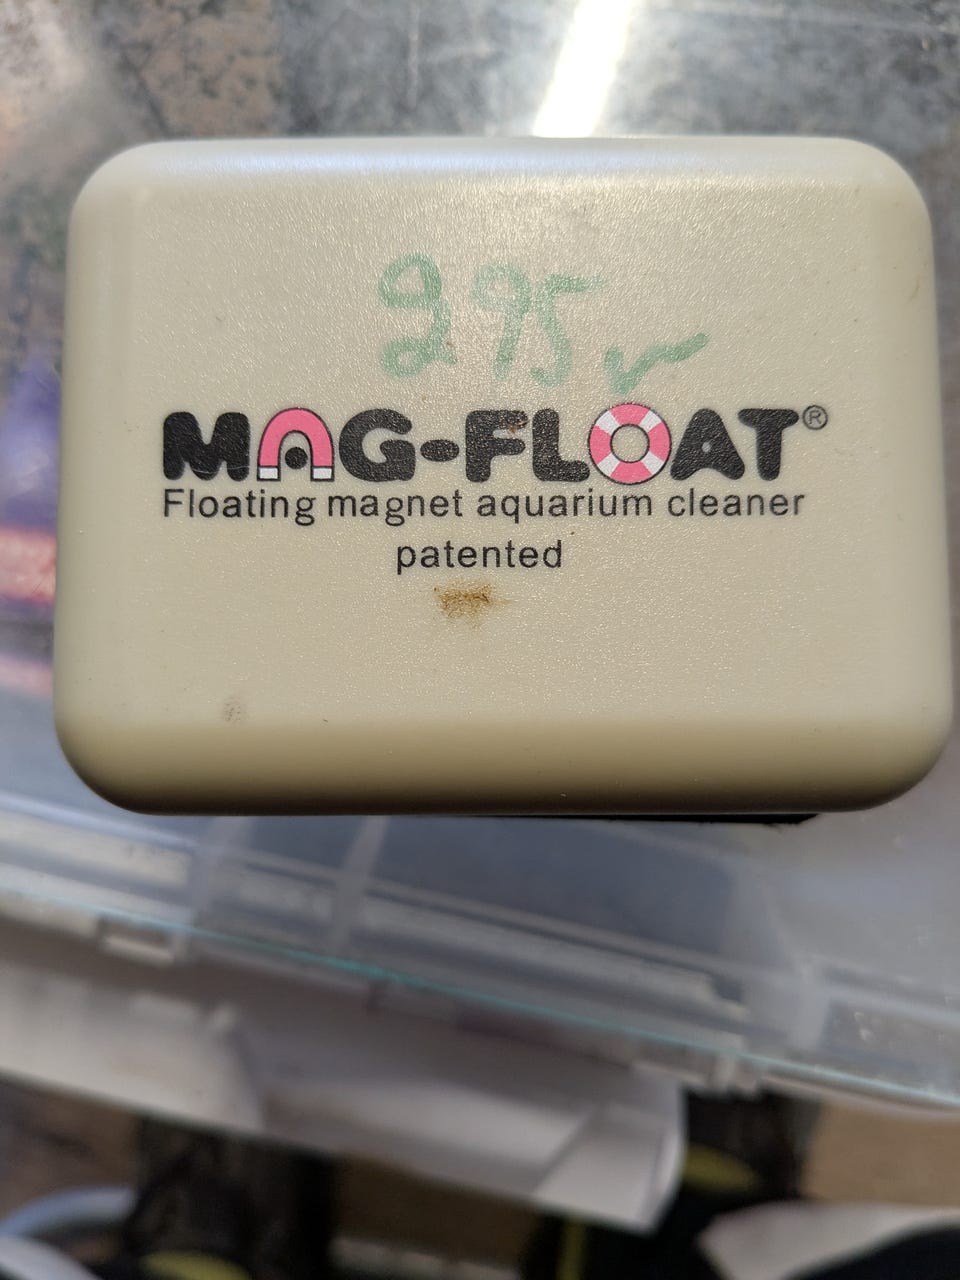 295
MAG-FLOAT®
Floating magnet aquarium cleaner
patented